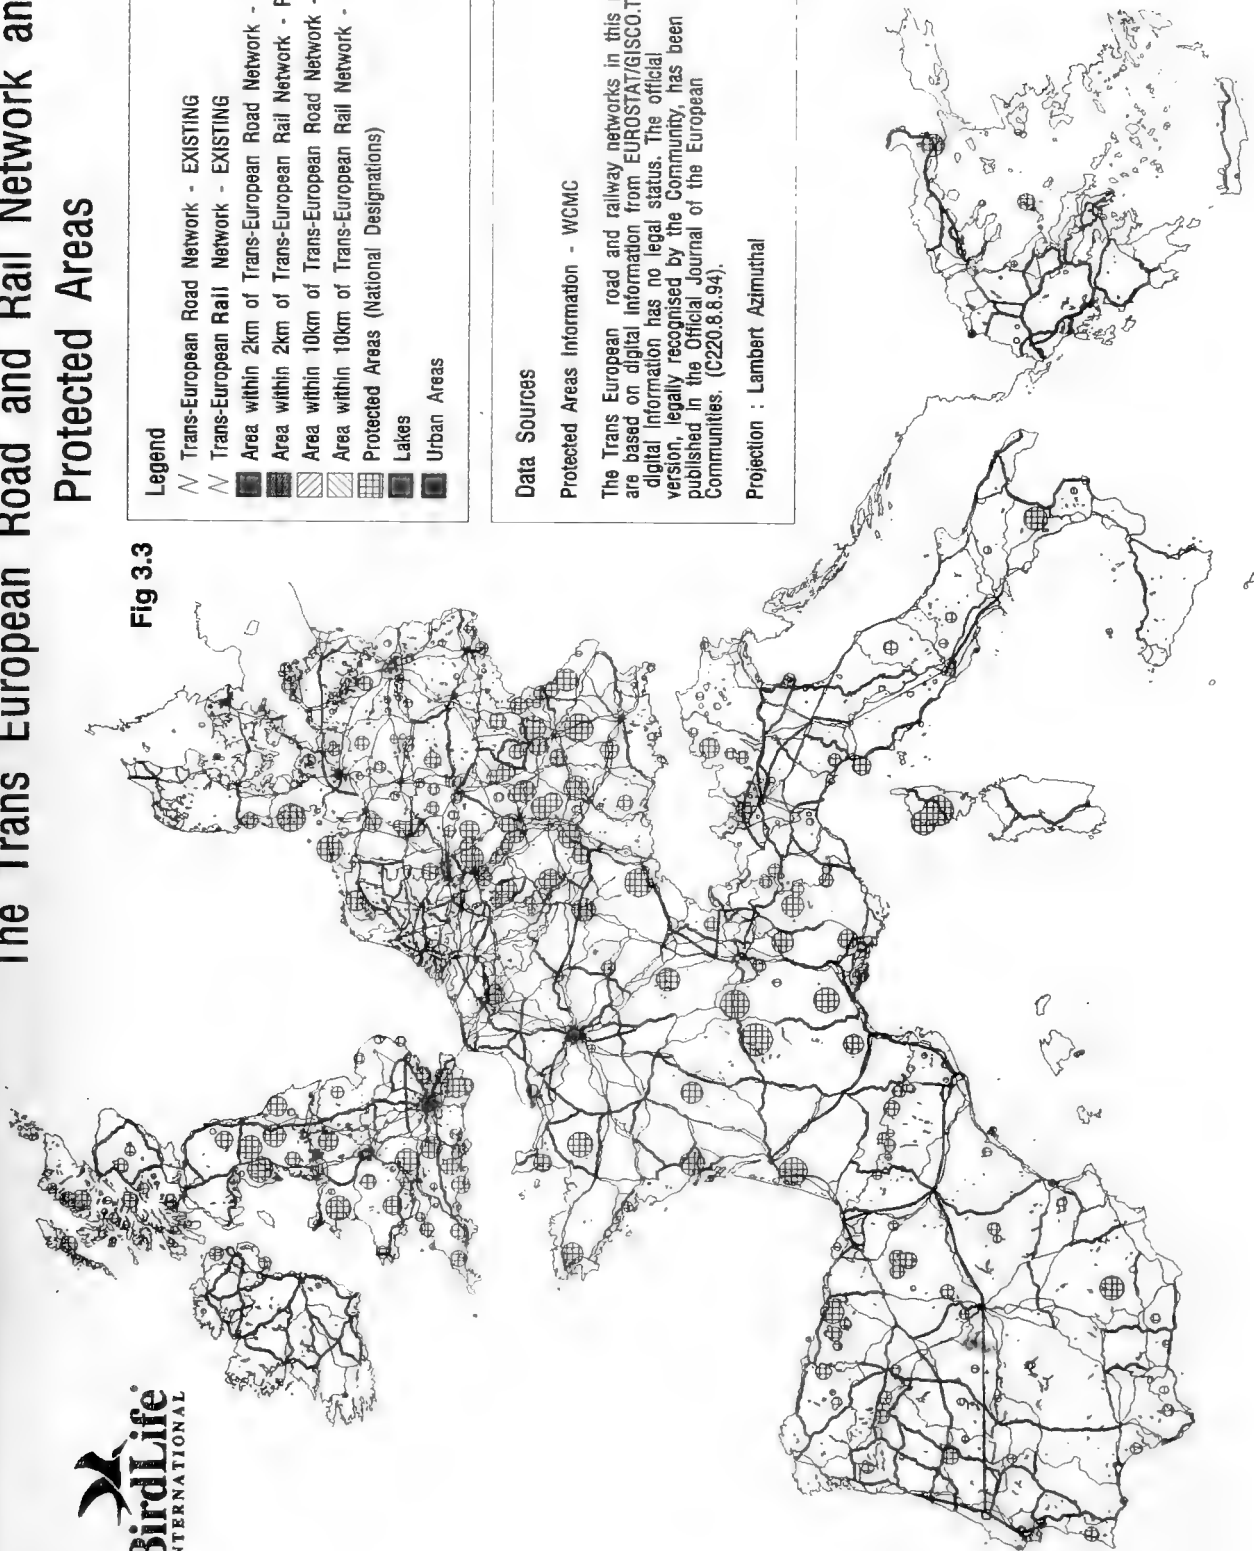 The Trans European Road and Rail Network an
Protected Areas
Fig 3.3
Legend
Trans-European Road Network - EXISTING
Trans-European Rail Network - EXISTING
Area within 2km of Trans-European Road Network -
Area within 2km of Trans-European Rail Network - P
Area within 10km of Trans-European Road Network -
Area within 10km of Trans-European Rail Network -
Protected Areas (National Designations)
Lakes
Urban Areas
Data Sources
Protected Areas Information - WCMC
The Trans European road and railway networks in this
are based on digital information from EUROSTAT/GISCO.T
digital information has no legal status. The official
version, legally recognised by the Community, has been
published in the Official Journal of the European
Communities. (C220.8.8.94).
Projection : Lambert Azimuthal
BirdLife
INTERNATIONAL